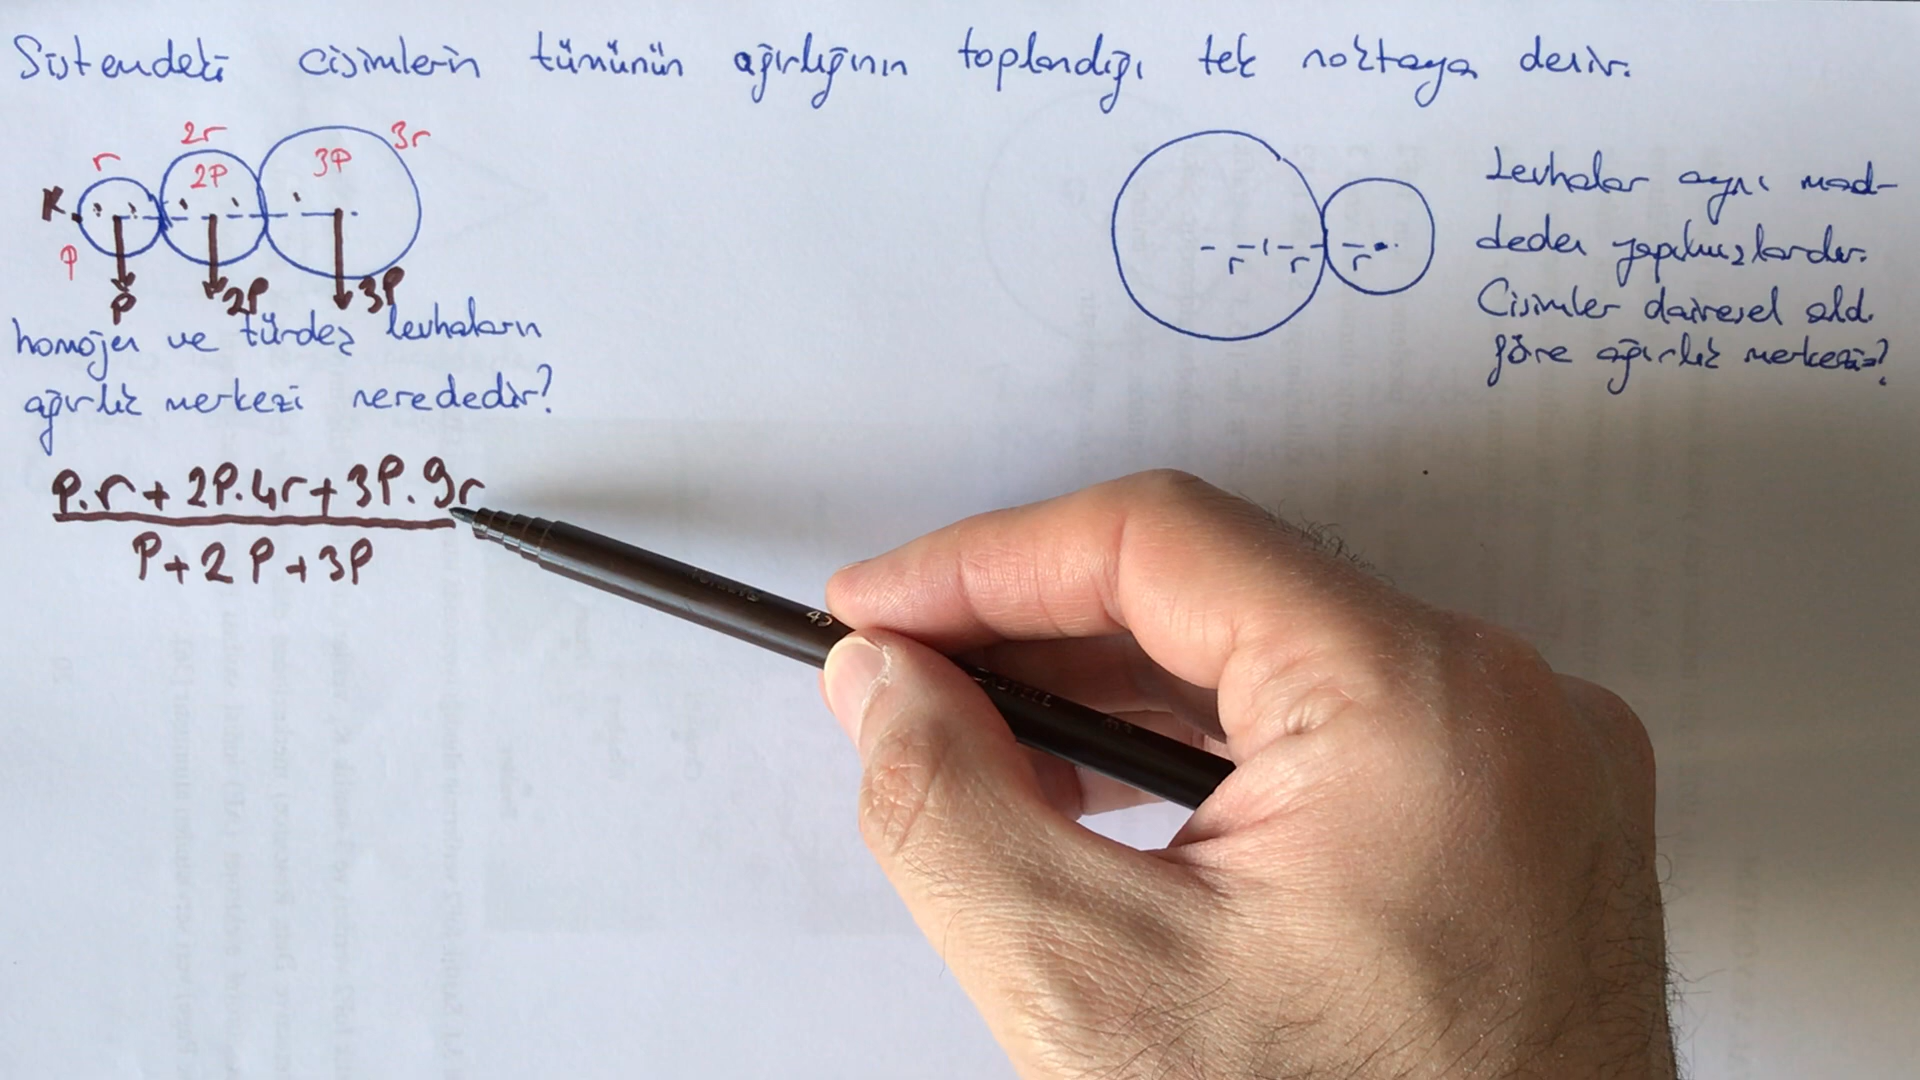 Sistemdeki cisimlerin tümünün ağırlığının toplandığı tek noktaya denir.
r 2r 3r
2P 3P
K
P
P 2P 3P
homojen ve türdeş levhaların
ağırlık merkezi nerededir?
P.r+2P.4r+3P.9r
P+2P+3P
r r r
Levhalar aynı mad-
deden yapılmışlardır.
Cisimler dairesel old.
göre ağırlık merkezi=?